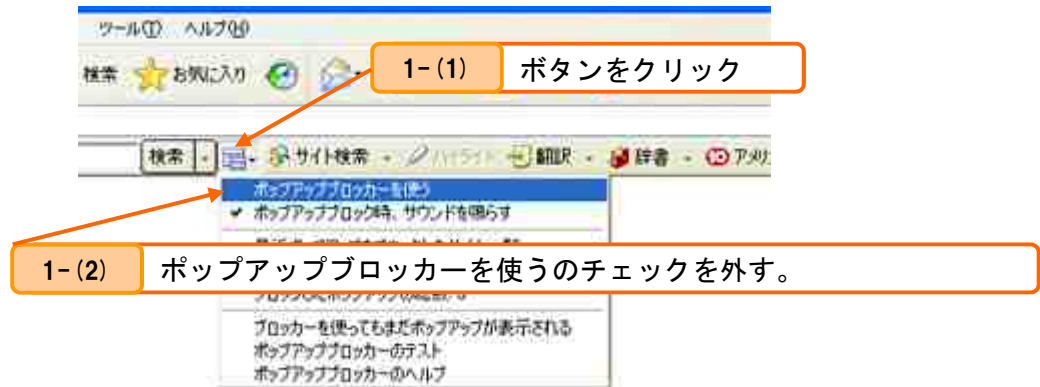 ツール(T) ヘルプ(H)
検索 お気に入り
1-(1) ボタンをクリック
検索 サイト検索 ハイライト 翻訳 辞書 アメリ
ポップアップブロッカーを使う
ポップアップブロック時、サウンドを鳴らす
1-(2) ポップアップブロッカーを使うのチェックを外す。
ブロッカーを使ってもまだポップアップが表示される
ポップアップブロッカーのテスト
ポップアップブロッカーのヘルプ